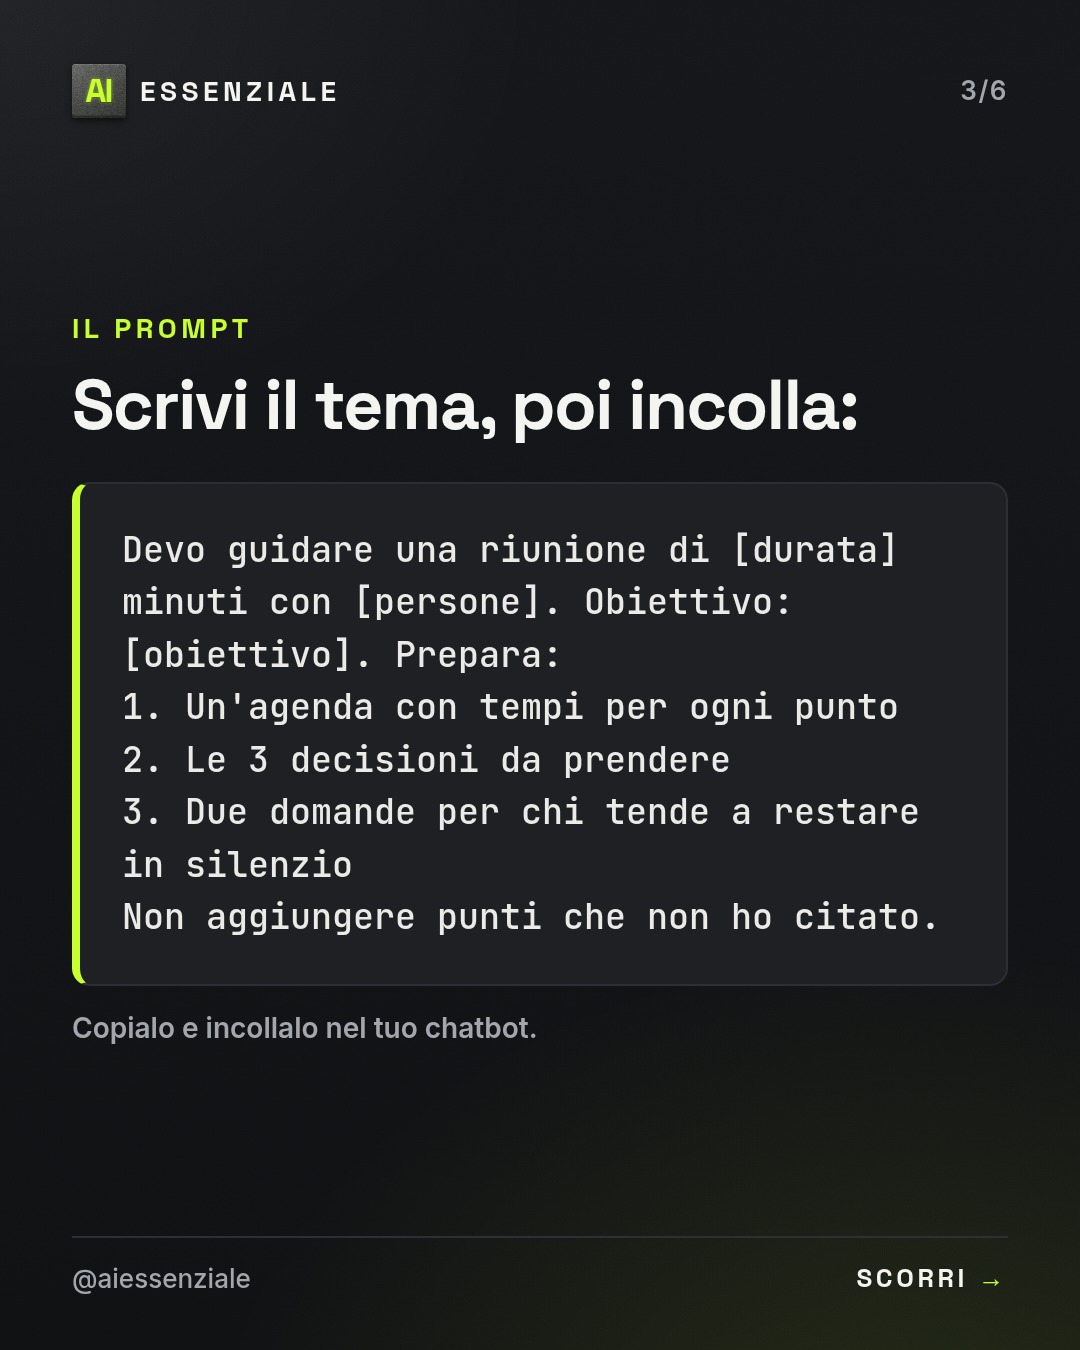 AI ESSENZIALE
3/6
IL PROMPT
Scrivi il tema, poi incolla:
Devo guidare una riunione di [durata]
minuti con [persone]. Obiettivo:
[obiettivo]. Prepara:
1. Un'agenda con tempi per ogni punto
2. Le 3 decisioni da prendere
3. Due domande per chi tende a restare
in silenzio
Non aggiungere punti che non ho citato.
Copialo e incollalo nel tuo chatbot.
@aiessenziale
SCORRI →